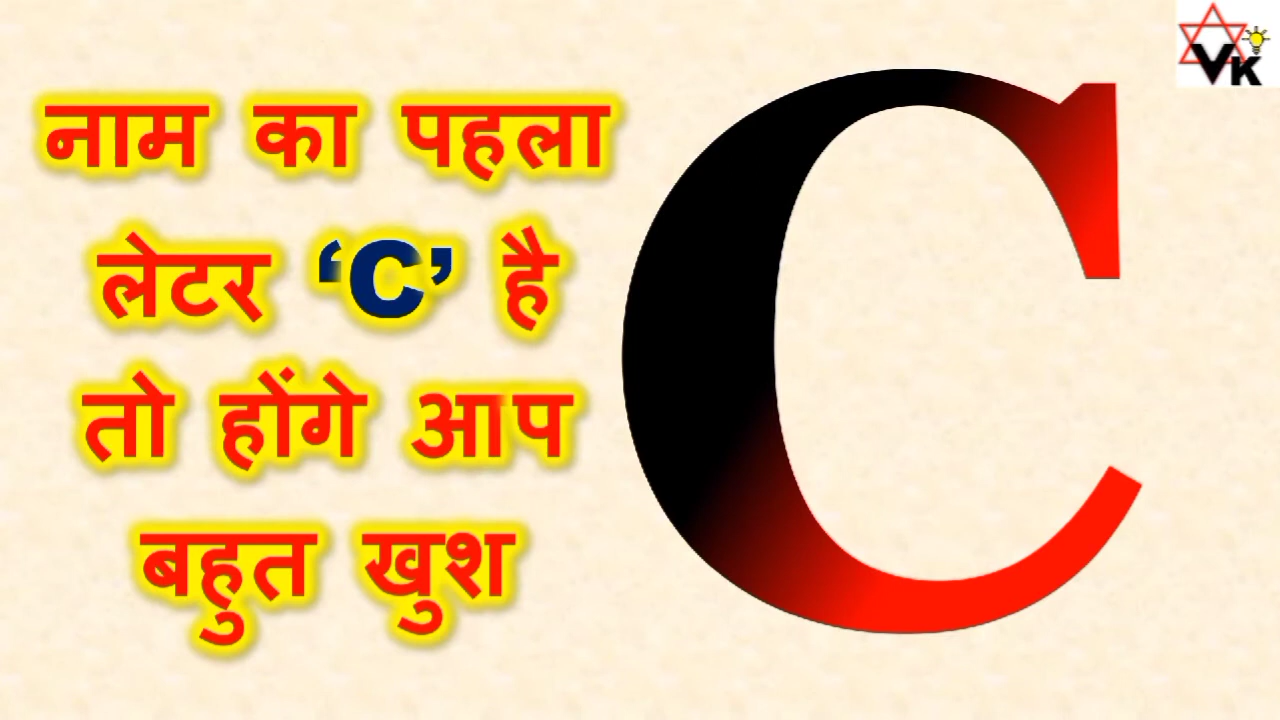 नाम का पहला
लेटर ‘C’ है
तो होंगे आप
बहुत खुश
C
VK